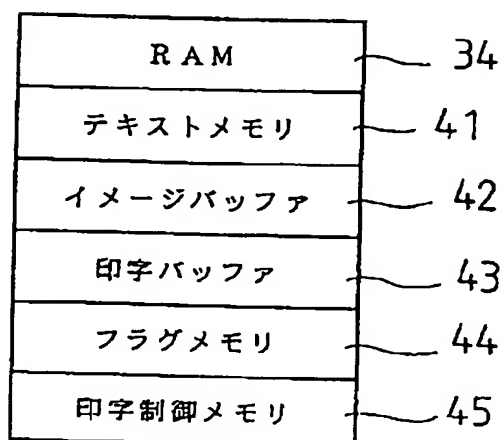 RAM 34
テキストメモリ 41
イメージバッファ 42
印字バッファ 43
フラグメモリ 44
印字制御メモリ 45